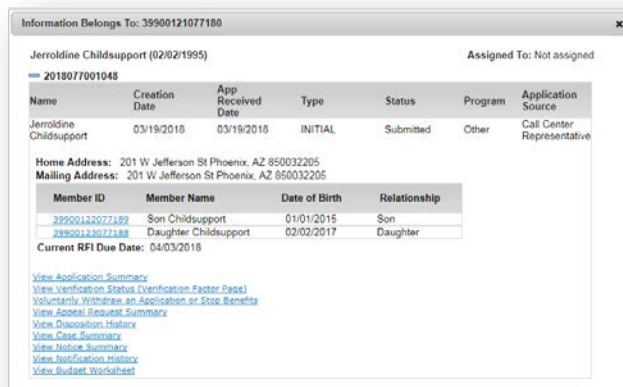 Information Belongs To: 39900121077180 x
Jerroldine Childsupport (02/02/1995) Assigned To: Not assigned
2018077001048
Name Creation Date App Received Date Type Status Program Application Source
Jerroldine Childsupport 03/19/2018 03/19/2018 INITIAL Submitted Other Call Center Representative
Home Address: 201 W Jefferson St Phoenix, AZ 850032205
Mailing Address: 201 W Jefferson St Phoenix, AZ 850032205
Member ID Member Name Date of Birth Relationship
39900122077189 Son Childsupport 01/01/2015 Son
39900123077188 Daughter Childsupport 02/02/2017 Daughter
Current RFI Due Date: 04/03/2018
View Application Summary
View Verification Status (Verification Factor Page)
Voluntarily Withdraw an Application or Stop Benefits
View Appeal Request Summary
View Disposition History
View Case Summary
View Notice Summary
View Notification History
View Budget Worksheet